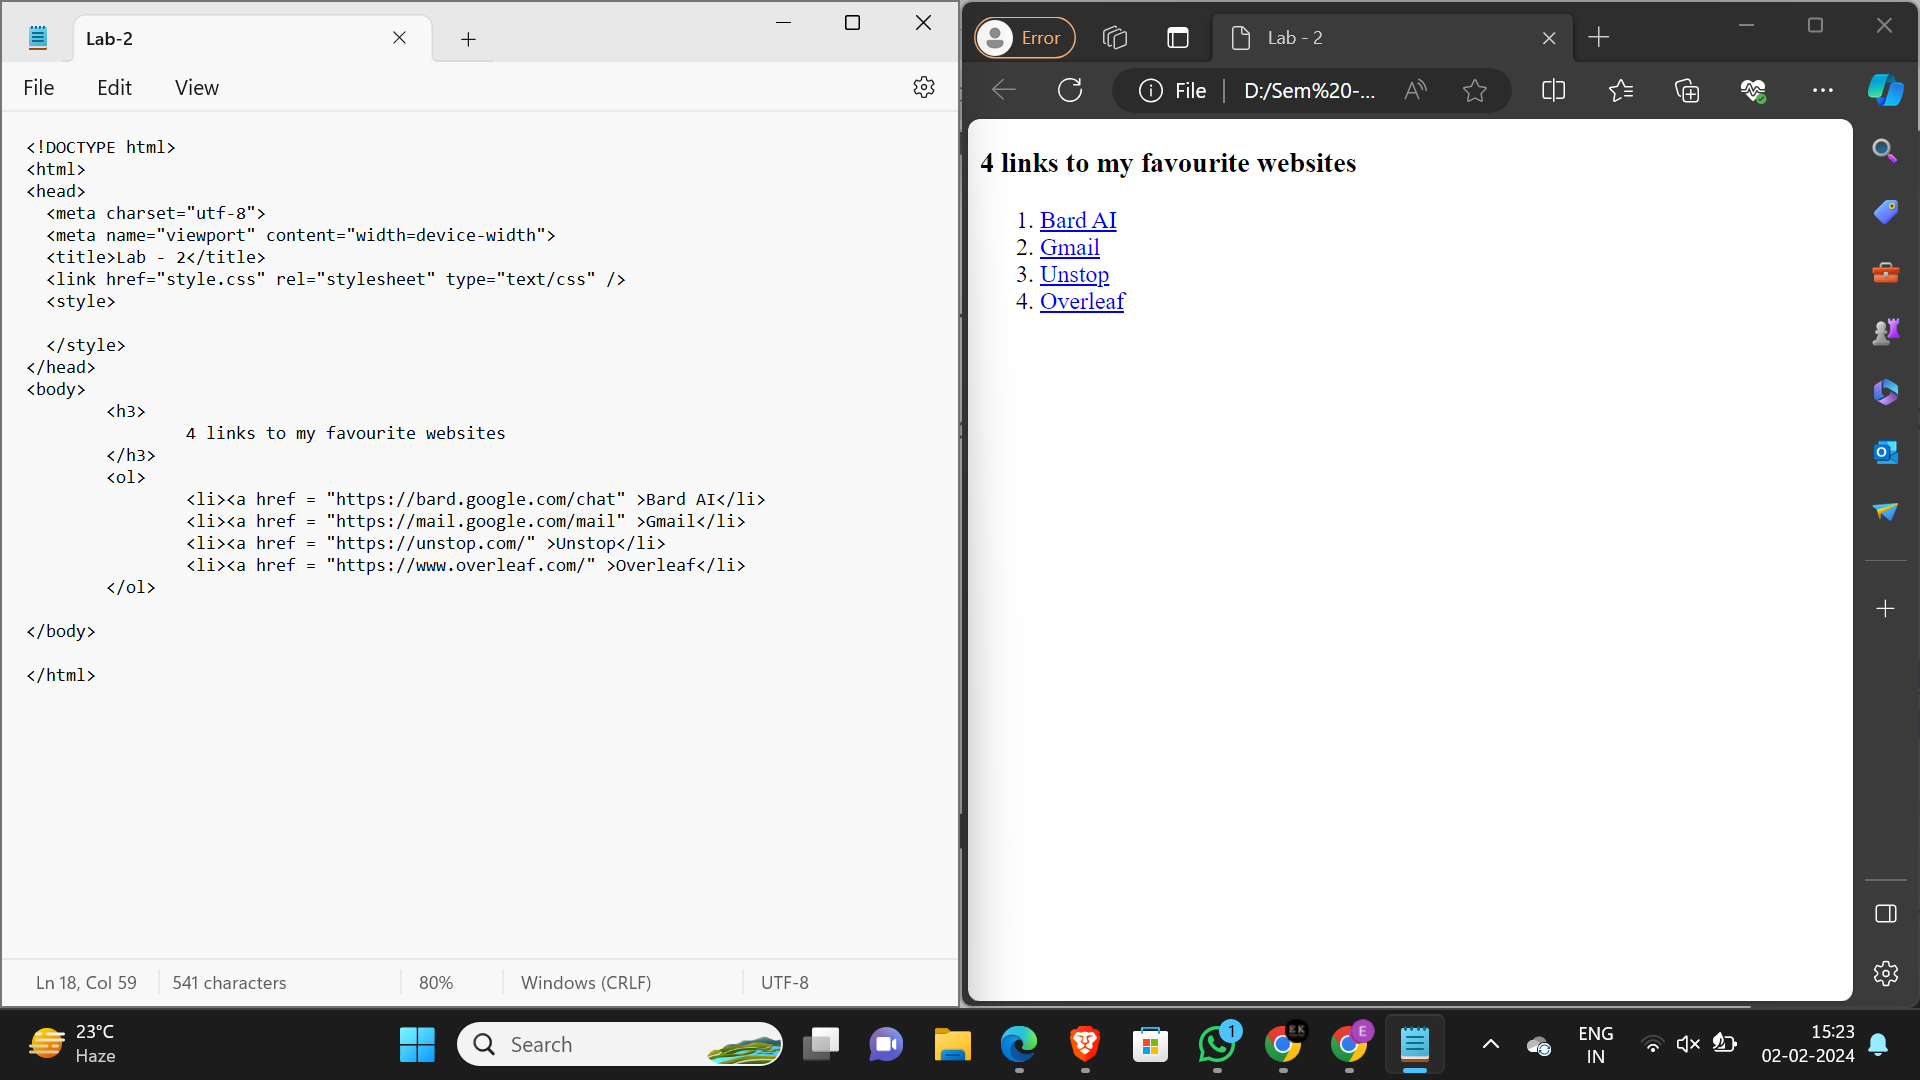 Lab-2
File Edit View
<!DOCTYPE html>
<html>
<head>
<meta charset="utf-8">
<meta name="viewport" content="width=device-width">
<title>Lab - 2</title>
<link href="style.css" rel="stylesheet" type="text/css" />
<style>
</style>
</head>
<body>
<h3>
4 links to my favourite websites
</h3>
<ol>
<li><a href = "https://bard.google.com/chat" >Bard AI</li>
<li><a href = "https://mail.google.com/mail" >Gmail</li>
<li><a href = "https://unstop.com/" >Unstop</li>
<li><a href = "https://www.overleaf.com/" >Overleaf</li>
</ol>
</body>
</html>
Ln 18, Col 59 541 characters 80% Windows (CRLF) UTF-8
Error Lab - 2
File D:/Sem%20-...
4 links to my favourite websites
1. Bard AI
2. Gmail
3. Unstop
4. Overleaf
23°C
Haze
Search
1
EK
E
ENG
IN
15:23
02-02-2024